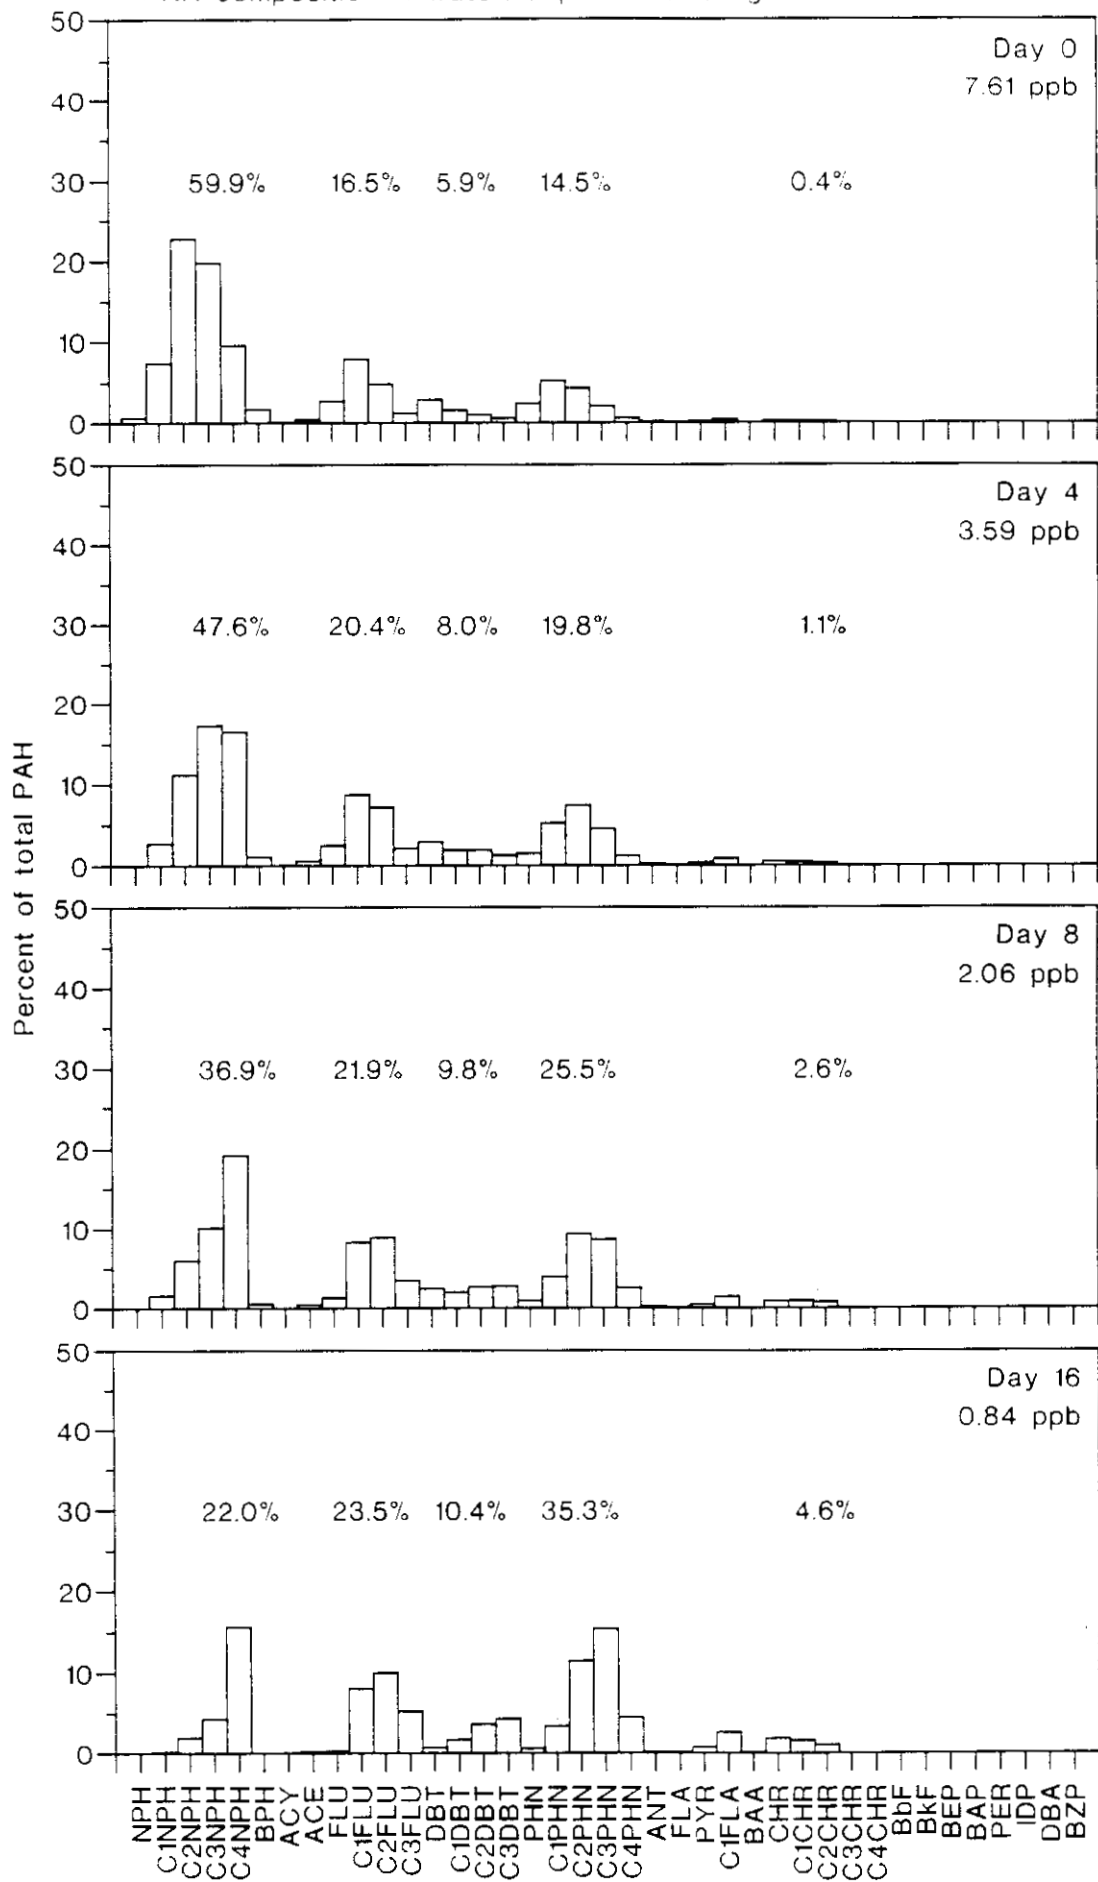 50
Day 0
7.61 ppb
40
30
59.9% 16.5% 5.9% 14.5% 0.4%
20
10
0
50
Day 4
3.59 ppb
40
30
47.6% 20.4% 8.0% 19.8% 1.1%
20
10
0
Percent of total PAH
50
Day 8
2.06 ppb
40
30
36.9% 21.9% 9.8% 25.5% 2.6%
20
10
0
50
Day 16
0.84 ppb
40
30
22.0% 23.5% 10.4% 35.3% 4.6%
20
10
0
NPH
C1NPH
C2NPH
C3NPH
C4NPH
BPH
ACY
ACE
FLU
C1FLU
C2FLU
C3FLU
DBT
C1DBT
C2DBT
C3DBT
PHN
C1PHN
C2PHN
C3PHN
C4PHN
ANT
FLA
PYR
C1FLA
BAA
CHR
C1CHR
C2CHR
C3CHR
C4CHR
BbF
BkF
BEP
BAP
PER
IDP
DBA
BZP